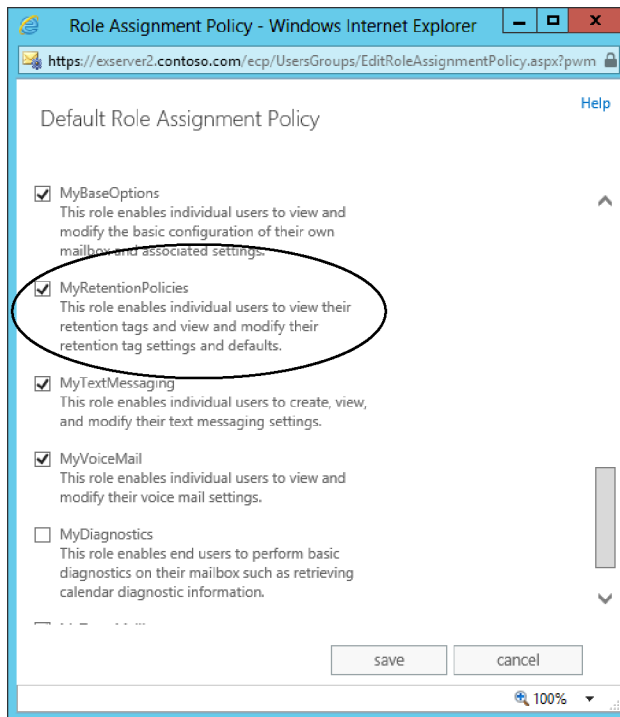 Role Assignment Policy - Windows Internet Explorer
https://exserver2.contoso.com/ecp/UsersGroups/EditRoleAssignmentPolicy.aspx?pwm
Help
Default Role Assignment Policy
MyBaseOptions
This role enables individual users to view and
modify the basic configuration of their own
mailbox and associated settings.
MyRetentionPolicies
This role enables individual users to view their
retention tags and view and modify their
retention tag settings and defaults.
MyTextMessaging
This role enables individual users to create, view,
and modify their text messaging settings.
MyVoiceMail
This role enables individual users to view and
modify their voice mail settings.
MyDiagnostics
This role enables end users to perform basic
diagnostics on their mailbox such as retrieving
calendar diagnostic information.
save
cancel
100%